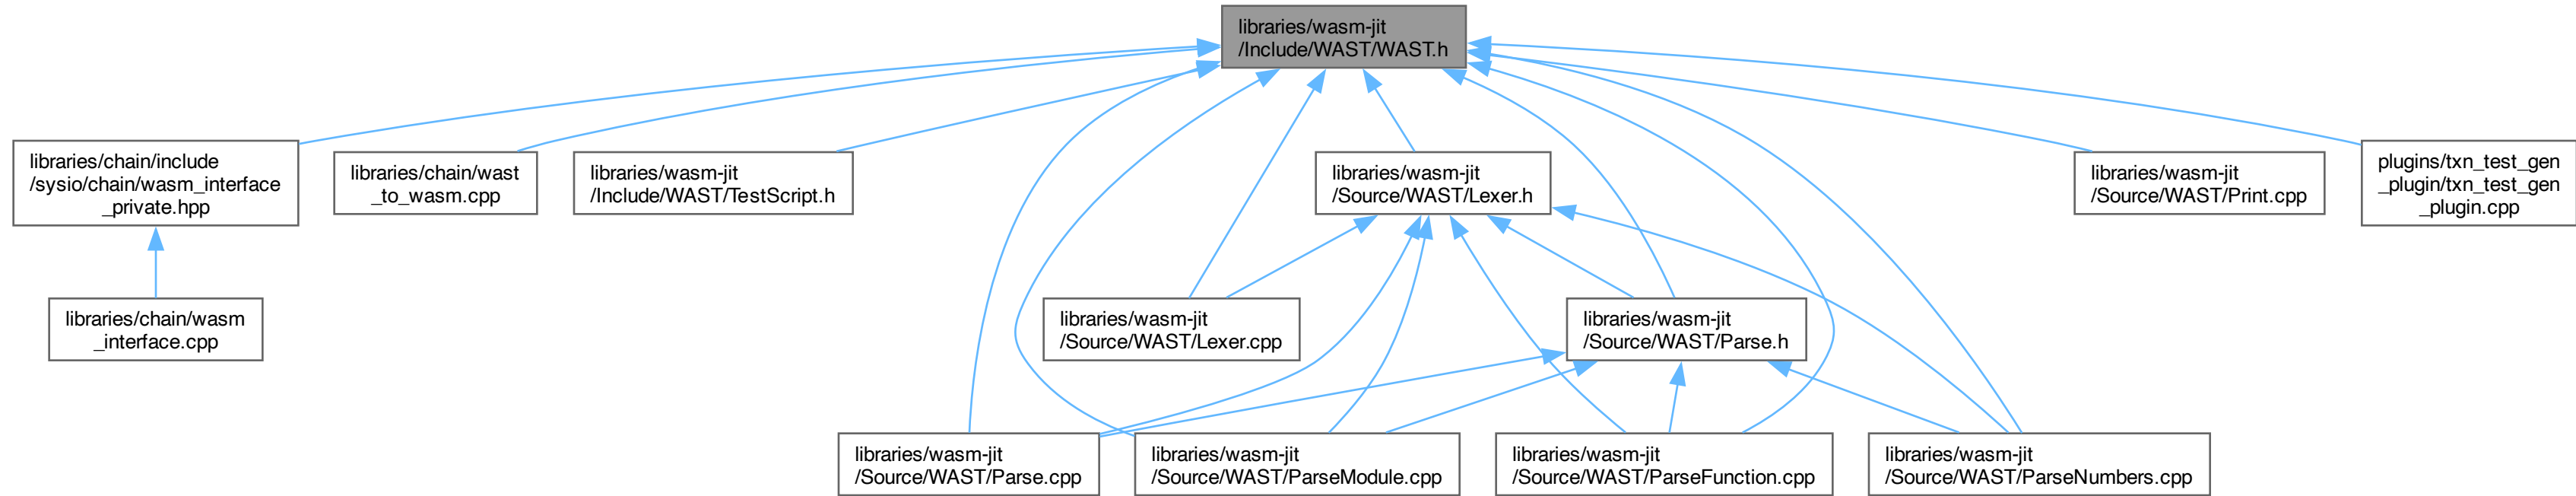 libraries/wasm-jit
/Include/WAST/WAST.h
libraries/chain/include
/sysio/chain/wasm_interface
_private.hpp
libraries/chain/wast
_to_wasm.cpp
libraries/wasm-jit
/Include/WAST/TestScript.h
libraries/wasm-jit
/Source/WAST/Lexer.h
libraries/wasm-jit
/Source/WAST/Print.cpp
plugins/txn_test_gen
_plugin/txn_test_gen
_plugin.cpp
libraries/chain/wasm
_interface.cpp
libraries/wasm-jit
/Source/WAST/Lexer.cpp
libraries/wasm-jit
/Source/WAST/Parse.h
libraries/wasm-jit
/Source/WAST/Parse.cpp
libraries/wasm-jit
/Source/WAST/ParseModule.cpp
libraries/wasm-jit
/Source/WAST/ParseFunction.cpp
libraries/wasm-jit
/Source/WAST/ParseNumbers.cpp